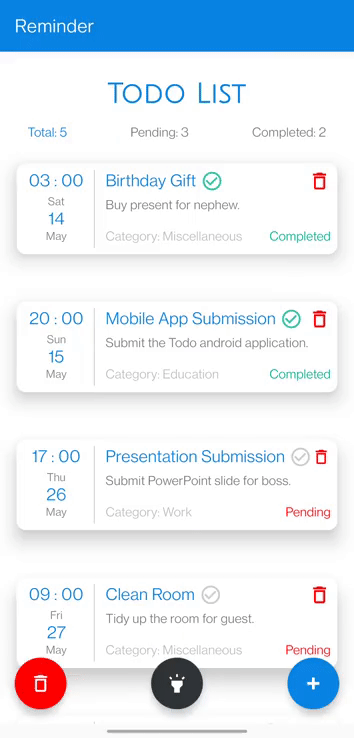 Reminder
Todo List
Total: 5 Pending: 3 Completed: 2
03 : 00
Sat
14
May
Birthday Gift
Buy present for nephew.
Category: Miscellaneous Completed
20 : 00
Sun
15
May
Mobile App Submission
Submit the Todo android application.
Category: Education Completed
17 : 00
Thu
26
May
Presentation Submission
Submit PowerPoint slide for boss.
Category: Work Pending
09 : 00
Fri
27
May
Clean Room
Tidy up the room for guest.
Category: Miscellaneous Pending